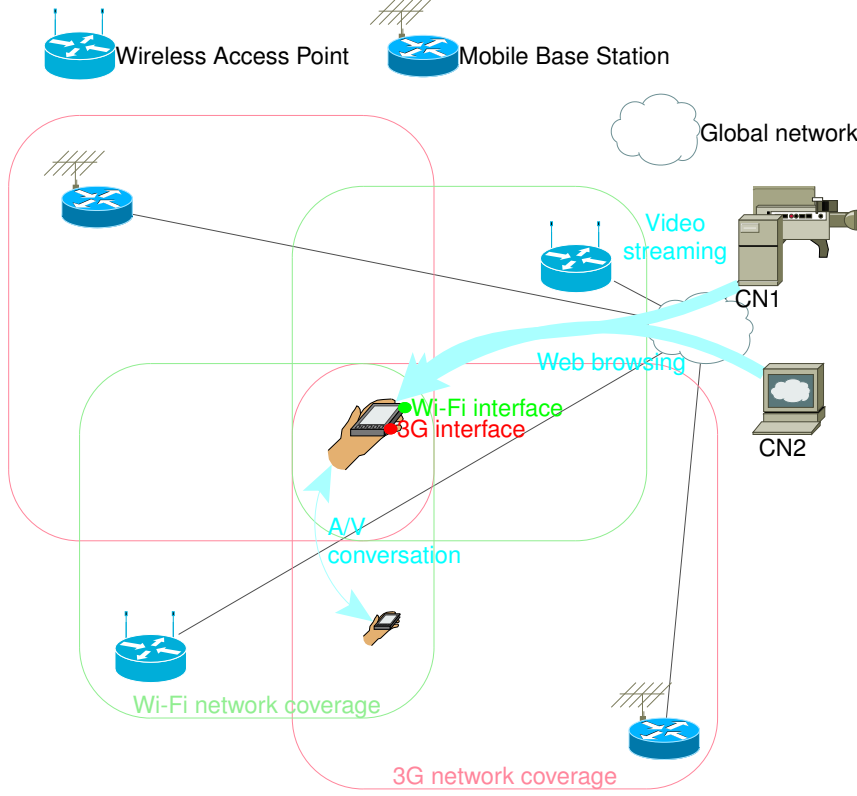 Wireless Access Point
Mobile Base Station
Global network
Video
streaming
CN1
Web browsing
Wi-Fi interface
3G interface
CN2
A/V
conversation
Wi-Fi network coverage
3G network coverage